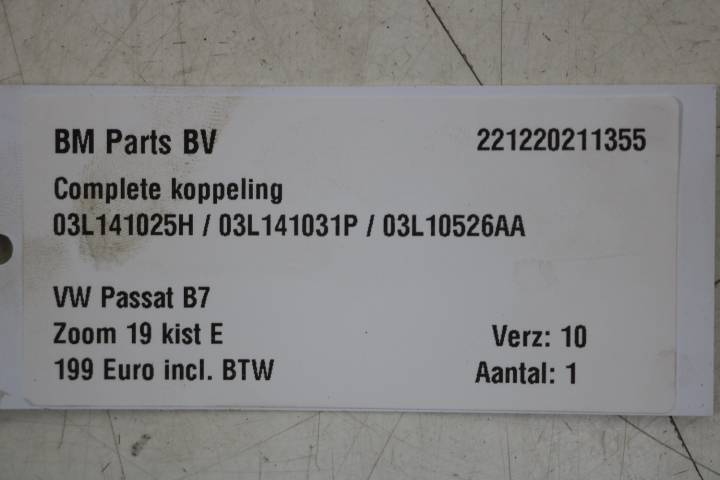 BM Parts BV 221220211355
Complete koppeling
03L141025H / 03L141031P / 03L10526AA
VW Passat B7
Zoom 19 kist E Verz: 10
199 Euro incl. BTW Aantal: 1